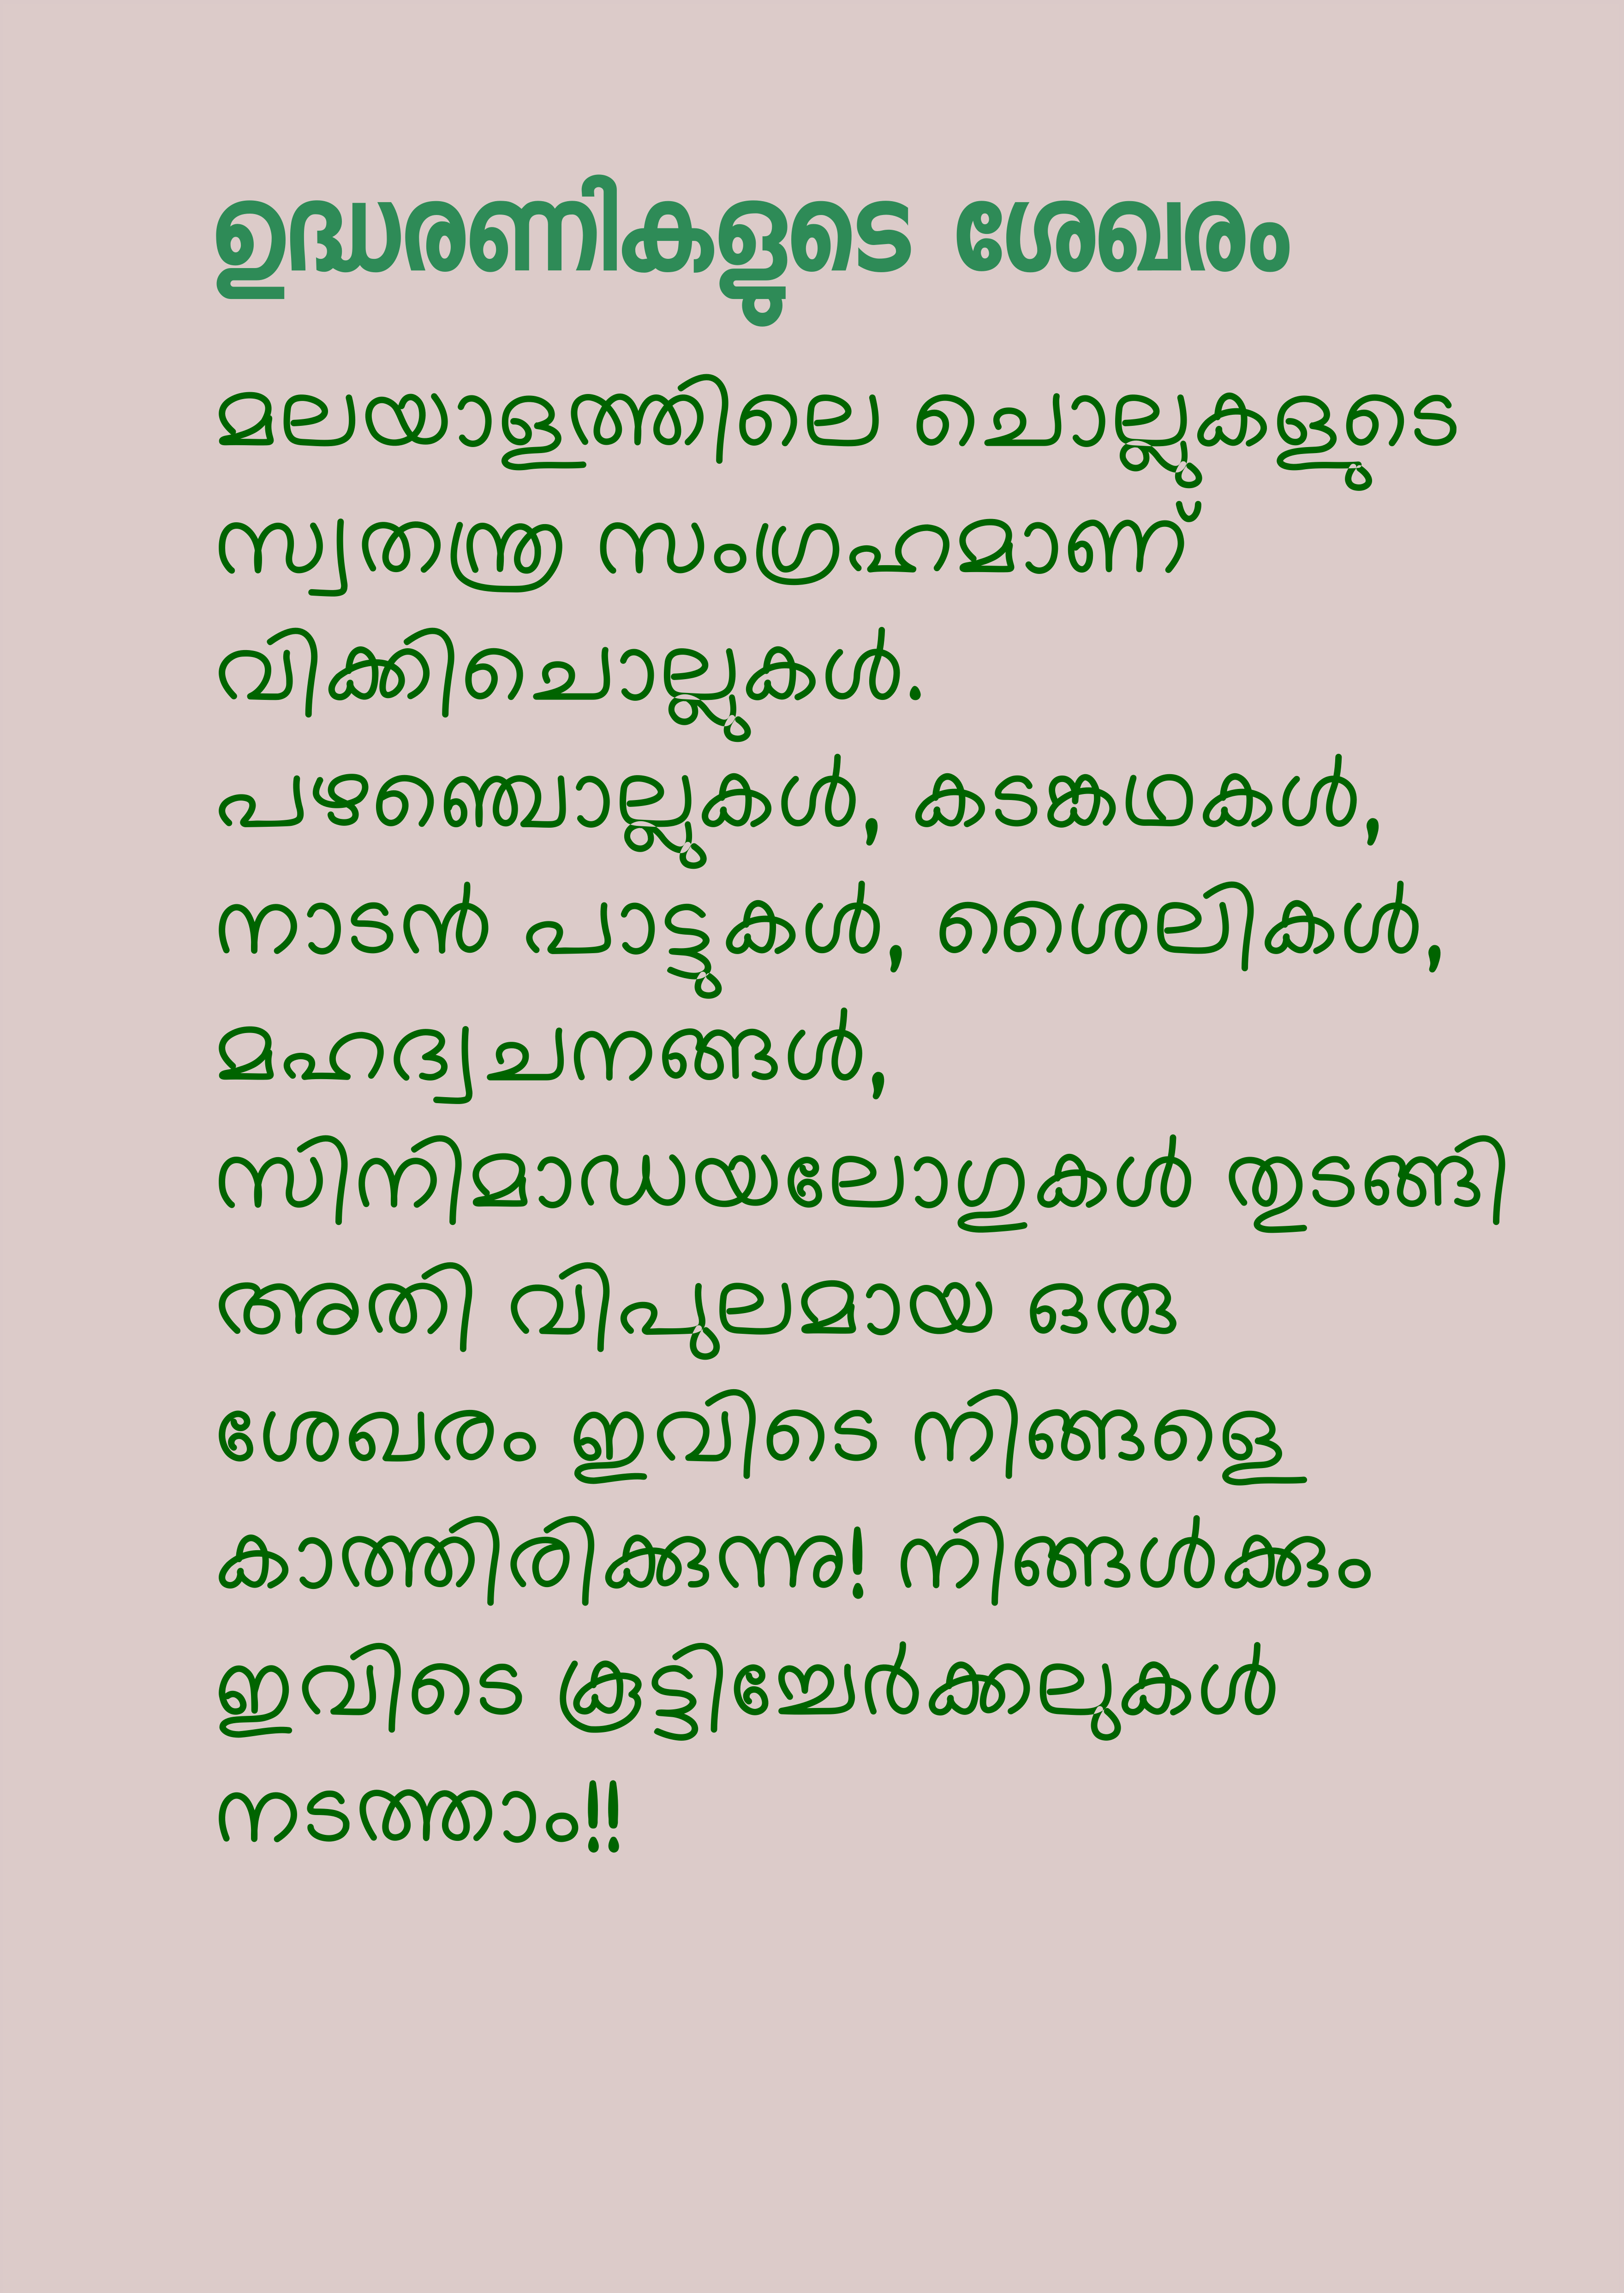 ഉദ്ധരണികളുടെ ശേഖരം
മലയാളത്തിലെ ചൊല്ലുകളുടെ
സ്വതന്ത്ര സംഗ്രഹമാണ്
വിക്കിചൊല്ലുകൾ.
പഴഞ്ചൊല്ലുകൾ, കടങ്കഥകൾ,
നാടൻ പാട്ടുകൾ, ശൈലികൾ,
മഹദ്വചനങ്ങൾ,
സിനിമാഡയലോഗുകൾ തുടങ്ങി
അതി വിപുലമായ ഒരു
ശേഖരം ഇവിടെ നിങ്ങളെ
കാത്തിരിക്കുന്നു! നിങ്ങൾക്കും
ഇവിടെ കൂട്ടിച്ചേർക്കലുകൾ
നടത്താം!!